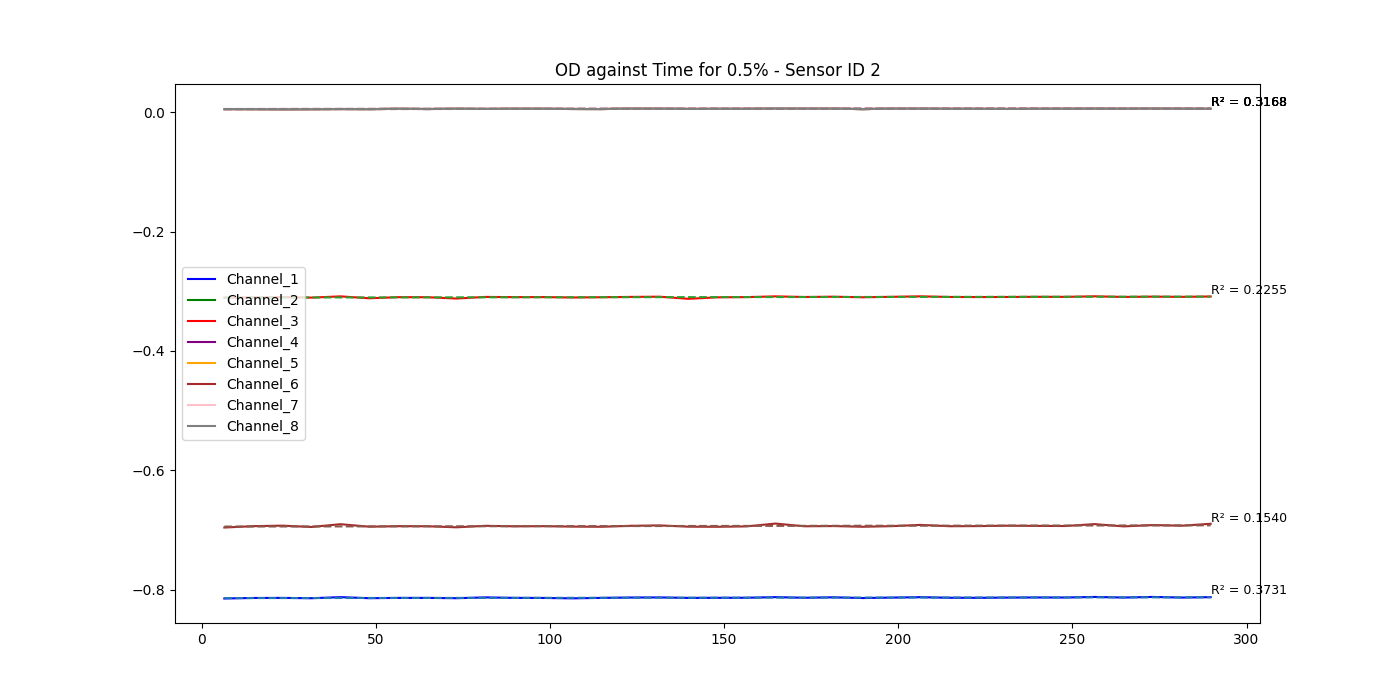 OD against Time for 0.5% - Sensor ID 2
0.0
−0.2
−0.4
−0.6
−0.8
Channel_1
Channel_2
Channel_3
Channel_4
Channel_5
Channel_6
Channel_7
Channel_8
R² = 0.3168
R² = 0.2255
R² = 0.1540
R² = 0.3731
0 50 100 150 200 250 300